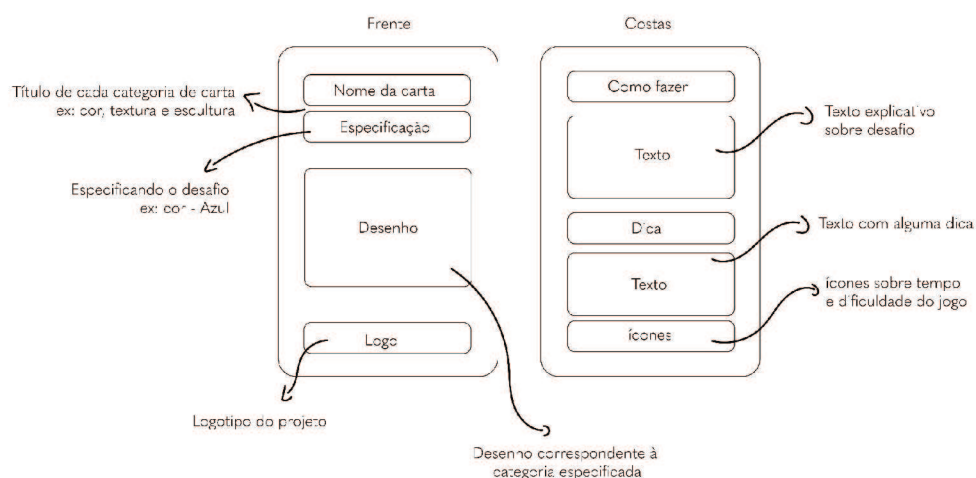 Frente
Nome da carta
Especificação
Desenho
Logo
Título de cada categoria de carta
ex: cor, textura e escultura
Especificando o desafio
ex: cor - Azul
Logotipo do projeto
Desenho correspondente à
categoria especificada
Costas
Como fazer
Texto
Dica
Texto
ícones
Texto explicativo
sobre desafio
Texto com alguma dica
ícones sobre tempo
e dificuldade do jogo